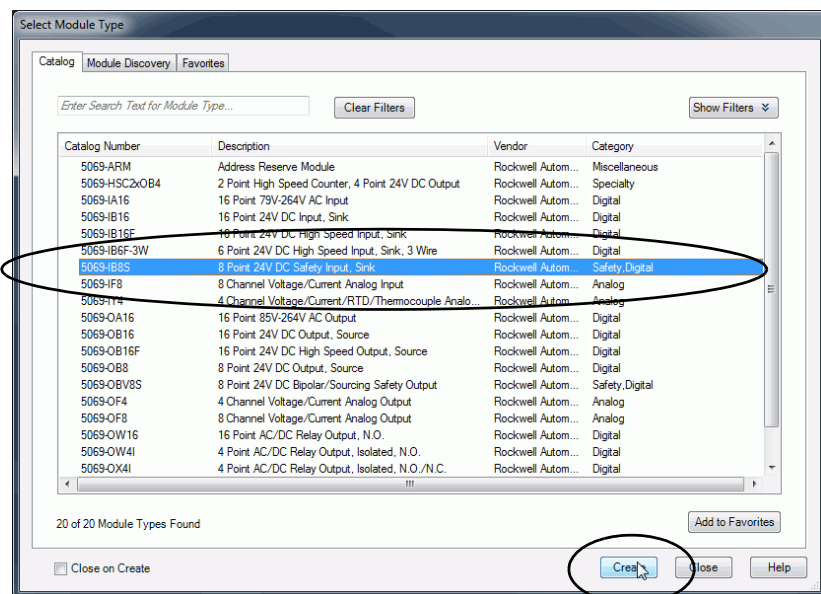 Select Module Type
Catalog Module Discovery Favorites
Enter Search Text for Module Type... Clear Filters Show Filters
Catalog Number Description Vendor Category
5069-ARM Address Reserve Module Rockwell Autom... Miscellaneous
5069-HSC2xOB4 2 Point High Speed Counter, 4 Point 24V DC Output Rockwell Autom... Specialty
5069-IA16 16 Point 79V-264V AC Input Rockwell Autom... Digital
5069-IB16 16 Point 24V DC Input, Sink Rockwell Autom... Digital
5069-IB16F 16 Point 24V DC High Speed Input, Sink Rockwell Autom... Digital
5069-IB6F-3W 6 Point 24V DC High Speed Input, Sink, 3 Wire Rockwell Autom... Digital
5069-IB8S 8 Point 24V DC Safety Input, Sink Rockwell Autom... Safety,Digital
5069-IF8 8 Channel Voltage/Current Analog Input Rockwell Autom... Analog
5069-IY4 4 Channel Voltage/Current/RTD/Thermocouple Analo... Rockwell Autom... Analog
5069-OA16 16 Point 85V-264V AC Output Rockwell Autom... Digital
5069-OB16 16 Point 24V DC Output, Source Rockwell Autom... Digital
5069-OB16F 16 Point 24V DC High Speed Output, Source Rockwell Autom... Digital
5069-OB8 8 Point 24V DC Output, Source Rockwell Autom... Digital
5069-OBV8S 8 Point 24V DC Bipolar/Sourcing Safety Output Rockwell Autom... Safety,Digital
5069-OF4 4 Channel Voltage/Current Analog Output Rockwell Autom... Analog
5069-OF8 8 Channel Voltage/Current Analog Output Rockwell Autom... Analog
5069-OW16 16 Point AC/DC Relay Output, N.O. Rockwell Autom... Digital
5069-OW4I 4 Point AC/DC Relay Output, Isolated, N.O. Rockwell Autom... Digital
5069-OX4I 4 Point AC/DC Relay Output, Isolated, N.O./N.C. Rockwell Autom... Digital
20 of 20 Module Types Found Add to Favorites
Close on Create Create Close Help